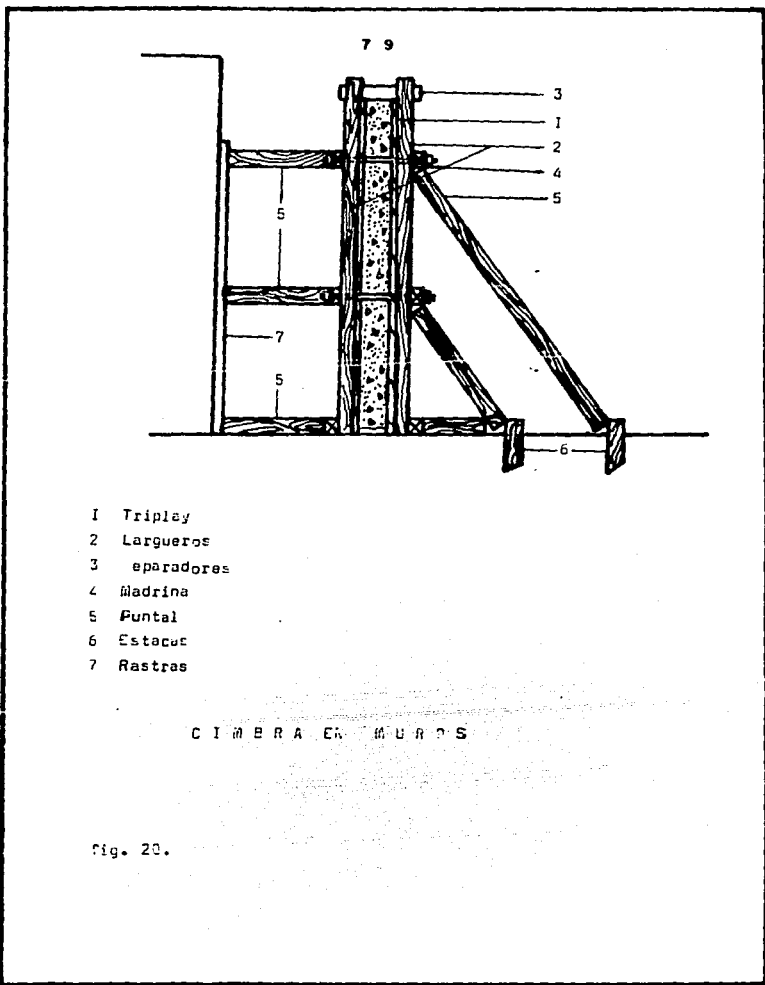 7 9
3
I
2
4
5
5
7
5
6
I Triplay
2 Largueros
3 eparadores
4 Madrina
5 Puntal
6 Estacas
7 Rastras
C I M B R A EN M U R O S
Fig. 20.